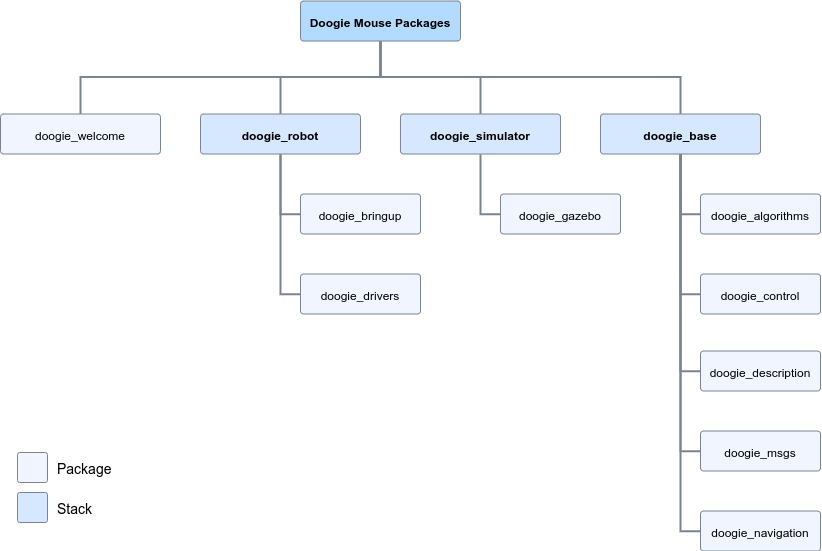 Doogie Mouse Packages
doogie_welcome
doogie_robot
doogie_simulator
doogie_base
doogie_bringup
doogie_gazebo
doogie_algorithms
doogie_drivers
doogie_control
doogie_description
doogie_msgs
Package
Stack
doogie_navigation